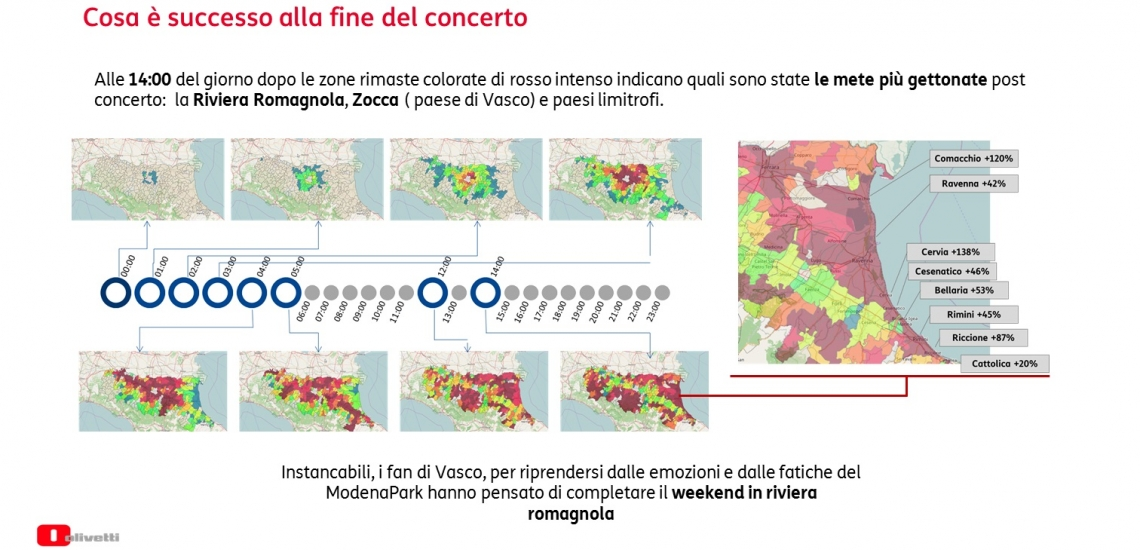 Cosa è successo alla fine del concerto
Alle 14:00 del giorno dopo le zone rimaste colorate di rosso intenso indicano quali sono state le mete più gettonate post
concerto: la Riviera Romagnola, Zocca ( paese di Vasco) e paesi limitrofi.
Comacchio +120%
Ravenna +42%
Cervia +138%
Cesenatico +46%
Bellaria +53%
Rimini +45%
Riccione +87%
Cattolica +20%
00:00
01:00
02:00
03:00
04:00
05:00
06:00
07:00
08:00
09:00
10:00
11:00
12:00
13:00
14:00
15:00
16:00
17:00
18:00
19:00
20:00
21:00
22:00
23:00
Instancabili, i fan di Vasco, per riprendersi dalle emozioni e dalle fatiche del
ModenaPark hanno pensato di completare il weekend in riviera
romagnola
olivetti